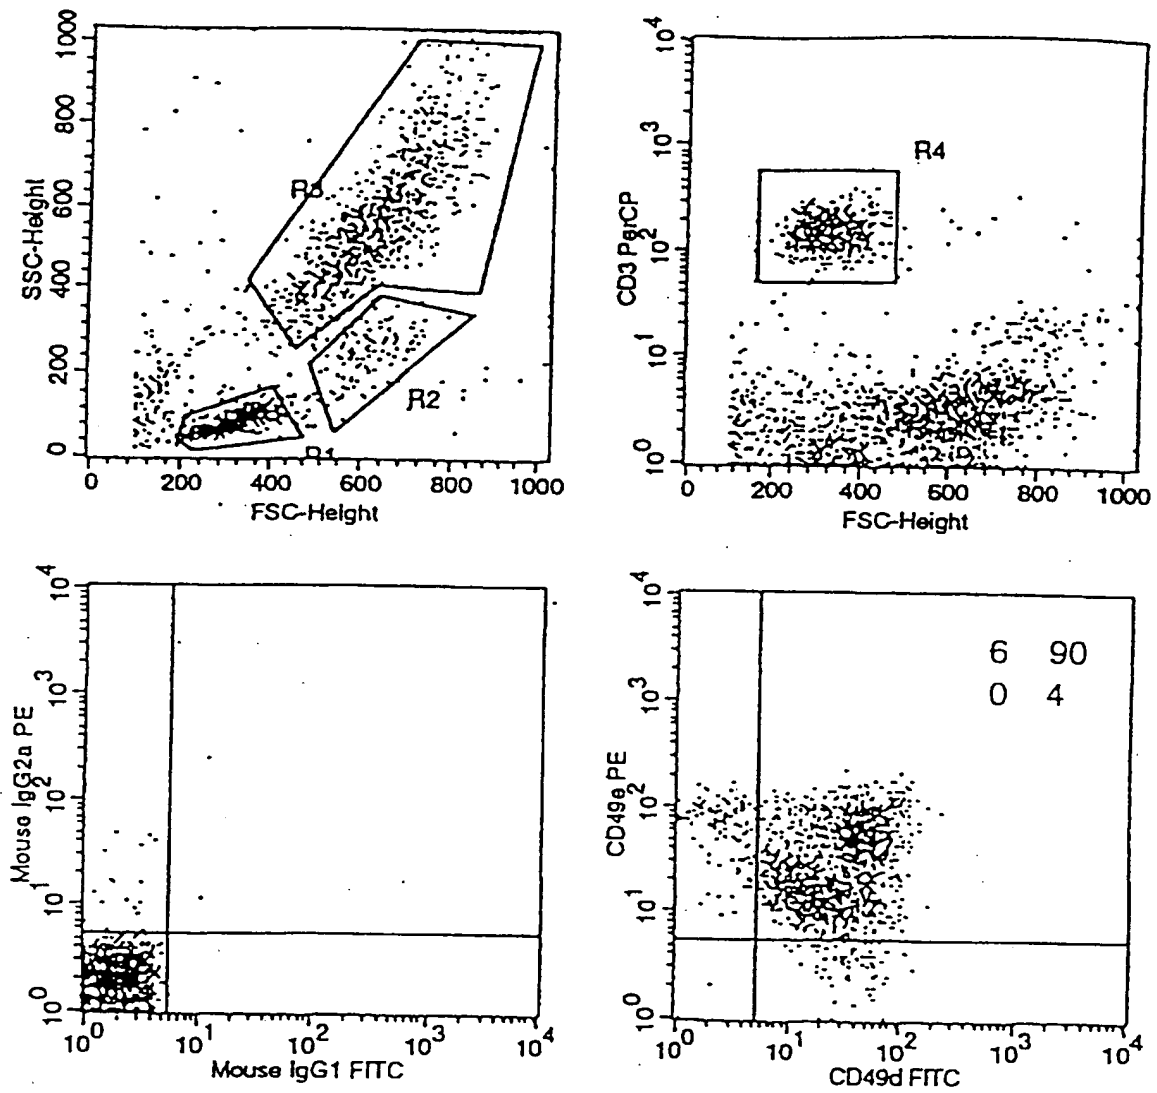 SSC-Height
1000
800
600
400
200
0
R3
R2
R1
0 200 400 600 800 1000
FSC-Height
CD3 PerCP
10^4
10^3
10^2
10^1
10^0
R4
0 200 400 600 800 1000
FSC-Height
Mouse IgG2a PE
10^4
10^3
10^2
10^1
10^0
10^0 10^1 10^2 10^3 10^4
Mouse IgG1 FITC
CD49e PE
10^4
10^3
10^2
10^1
10^0
6 90
0 4
10^0 10^1 10^2 10^3 10^4
CD49d FITC